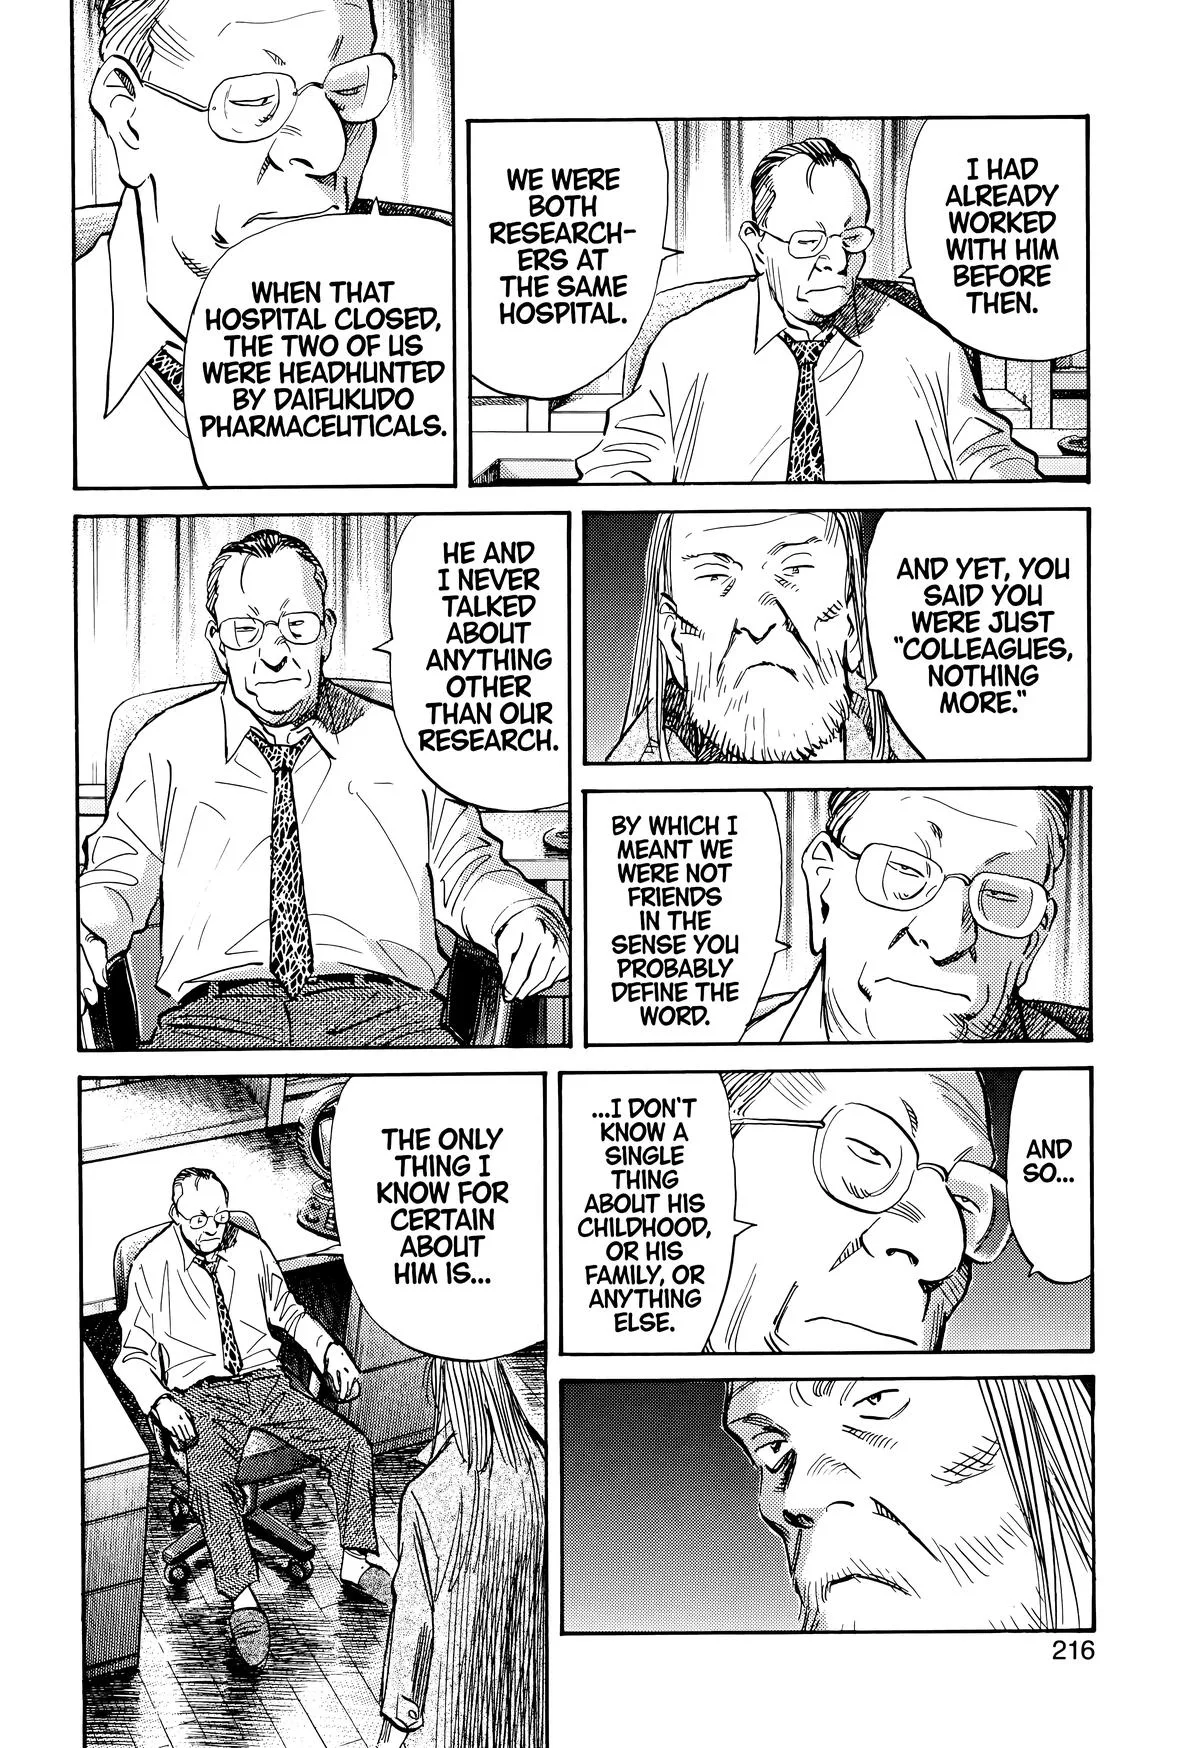 I HAD
ALREADY
WORKED
WITH HIM
BEFORE
THEN.
WE WERE
BOTH
RESEARCH-
ERS AT
THE SAME
HOSPITAL.
WHEN THAT
HOSPITAL CLOSED,
THE TWO OF US
WERE HEADHUNTED
BY DAIFUKUDO
PHARMACEUTICALS.
AND YET, YOU
SAID YOU
WERE JUST
"COLLEAGUES,
NOTHING
MORE."
BY WHICH I
MEANT WE
WERE NOT
FRIENDS
IN THE
SENSE YOU
PROBABLY
DEFINE THE
WORD.
HE AND
I NEVER
TALKED
ABOUT
ANYTHING
OTHER
THAN OUR
RESEARCH.
AND
SO...
...I DON'T
KNOW A
SINGLE
THING
ABOUT HIS
CHILDHOOD,
OR HIS
FAMILY, OR
ANYTHING
ELSE.
THE ONLY
THING I
KNOW FOR
CERTAIN
ABOUT
HIM IS...
216